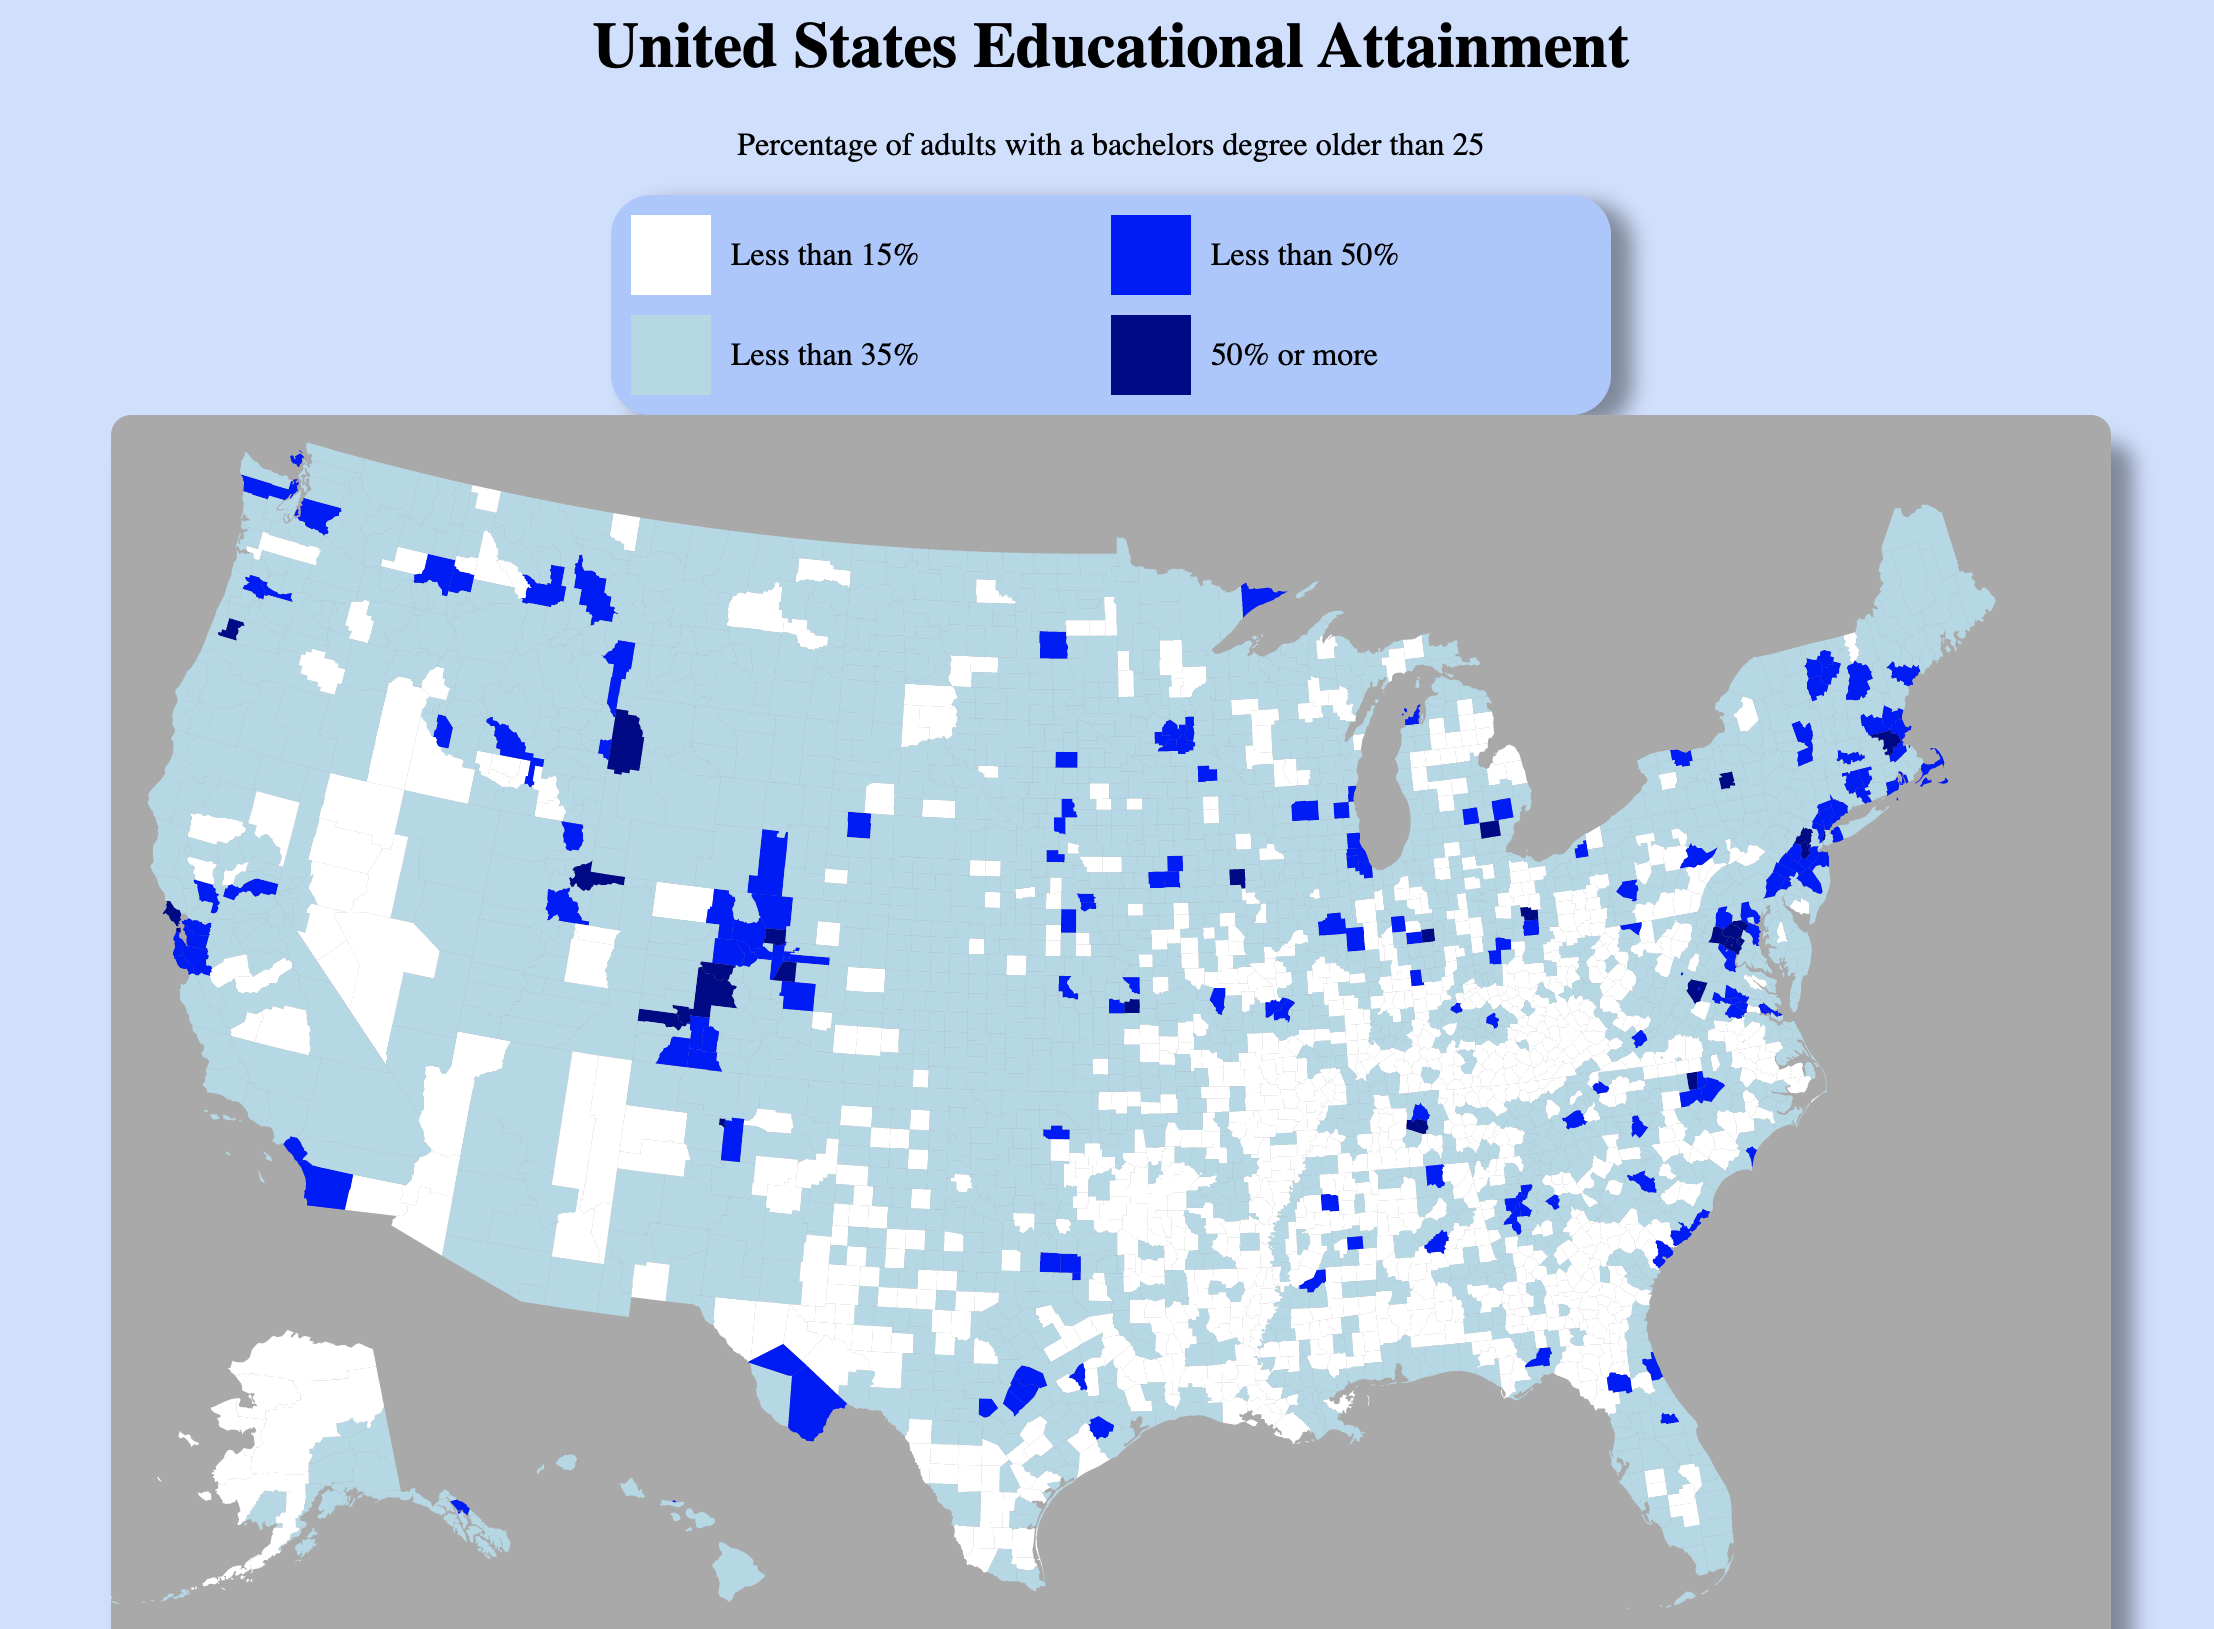 United States Educational Attainment
Percentage of adults with a bachelors degree older than 25
Less than 15%
Less than 50%
Less than 35%
50% or more